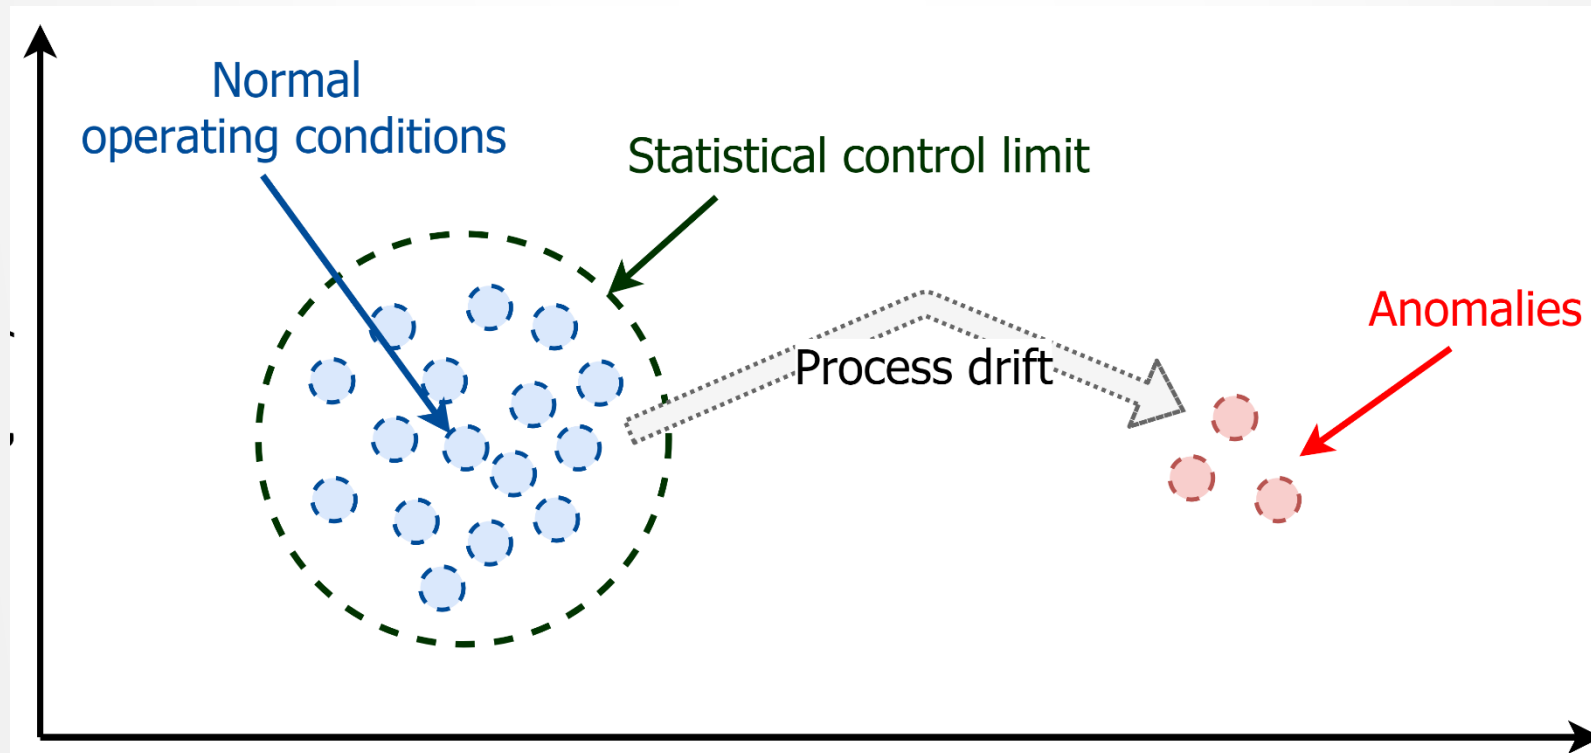 Normal
operating conditions
Statistical control limit
Process drift
Anomalies